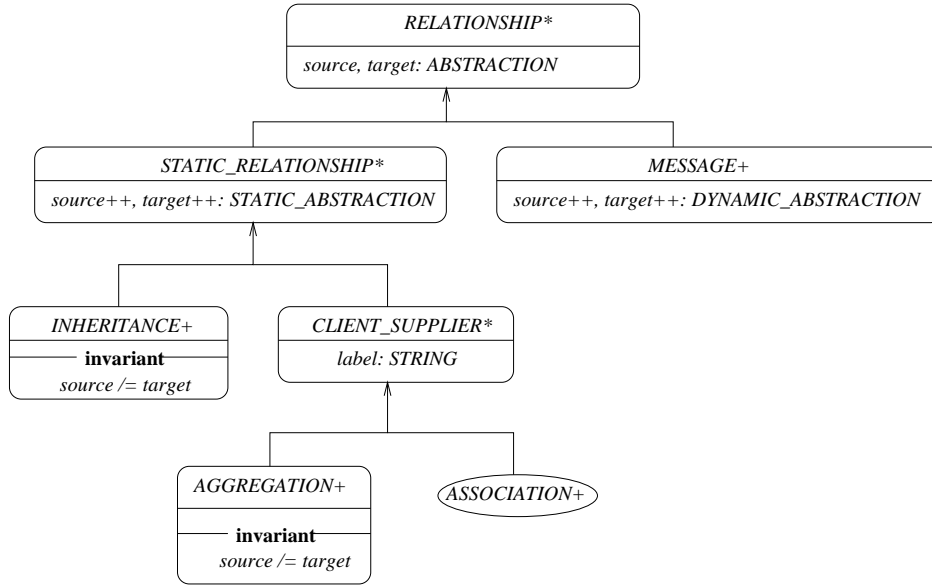 RELATIONSHIP*
source, target: ABSTRACTION
STATIC_RELATIONSHIP*
source++, target++: STATIC_ABSTRACTION
MESSAGE+
source++, target++: DYNAMIC_ABSTRACTION
INHERITANCE+
invariant
source /= target
CLIENT_SUPPLIER*
label: STRING
AGGREGATION+
invariant
source /= target
ASSOCIATION+